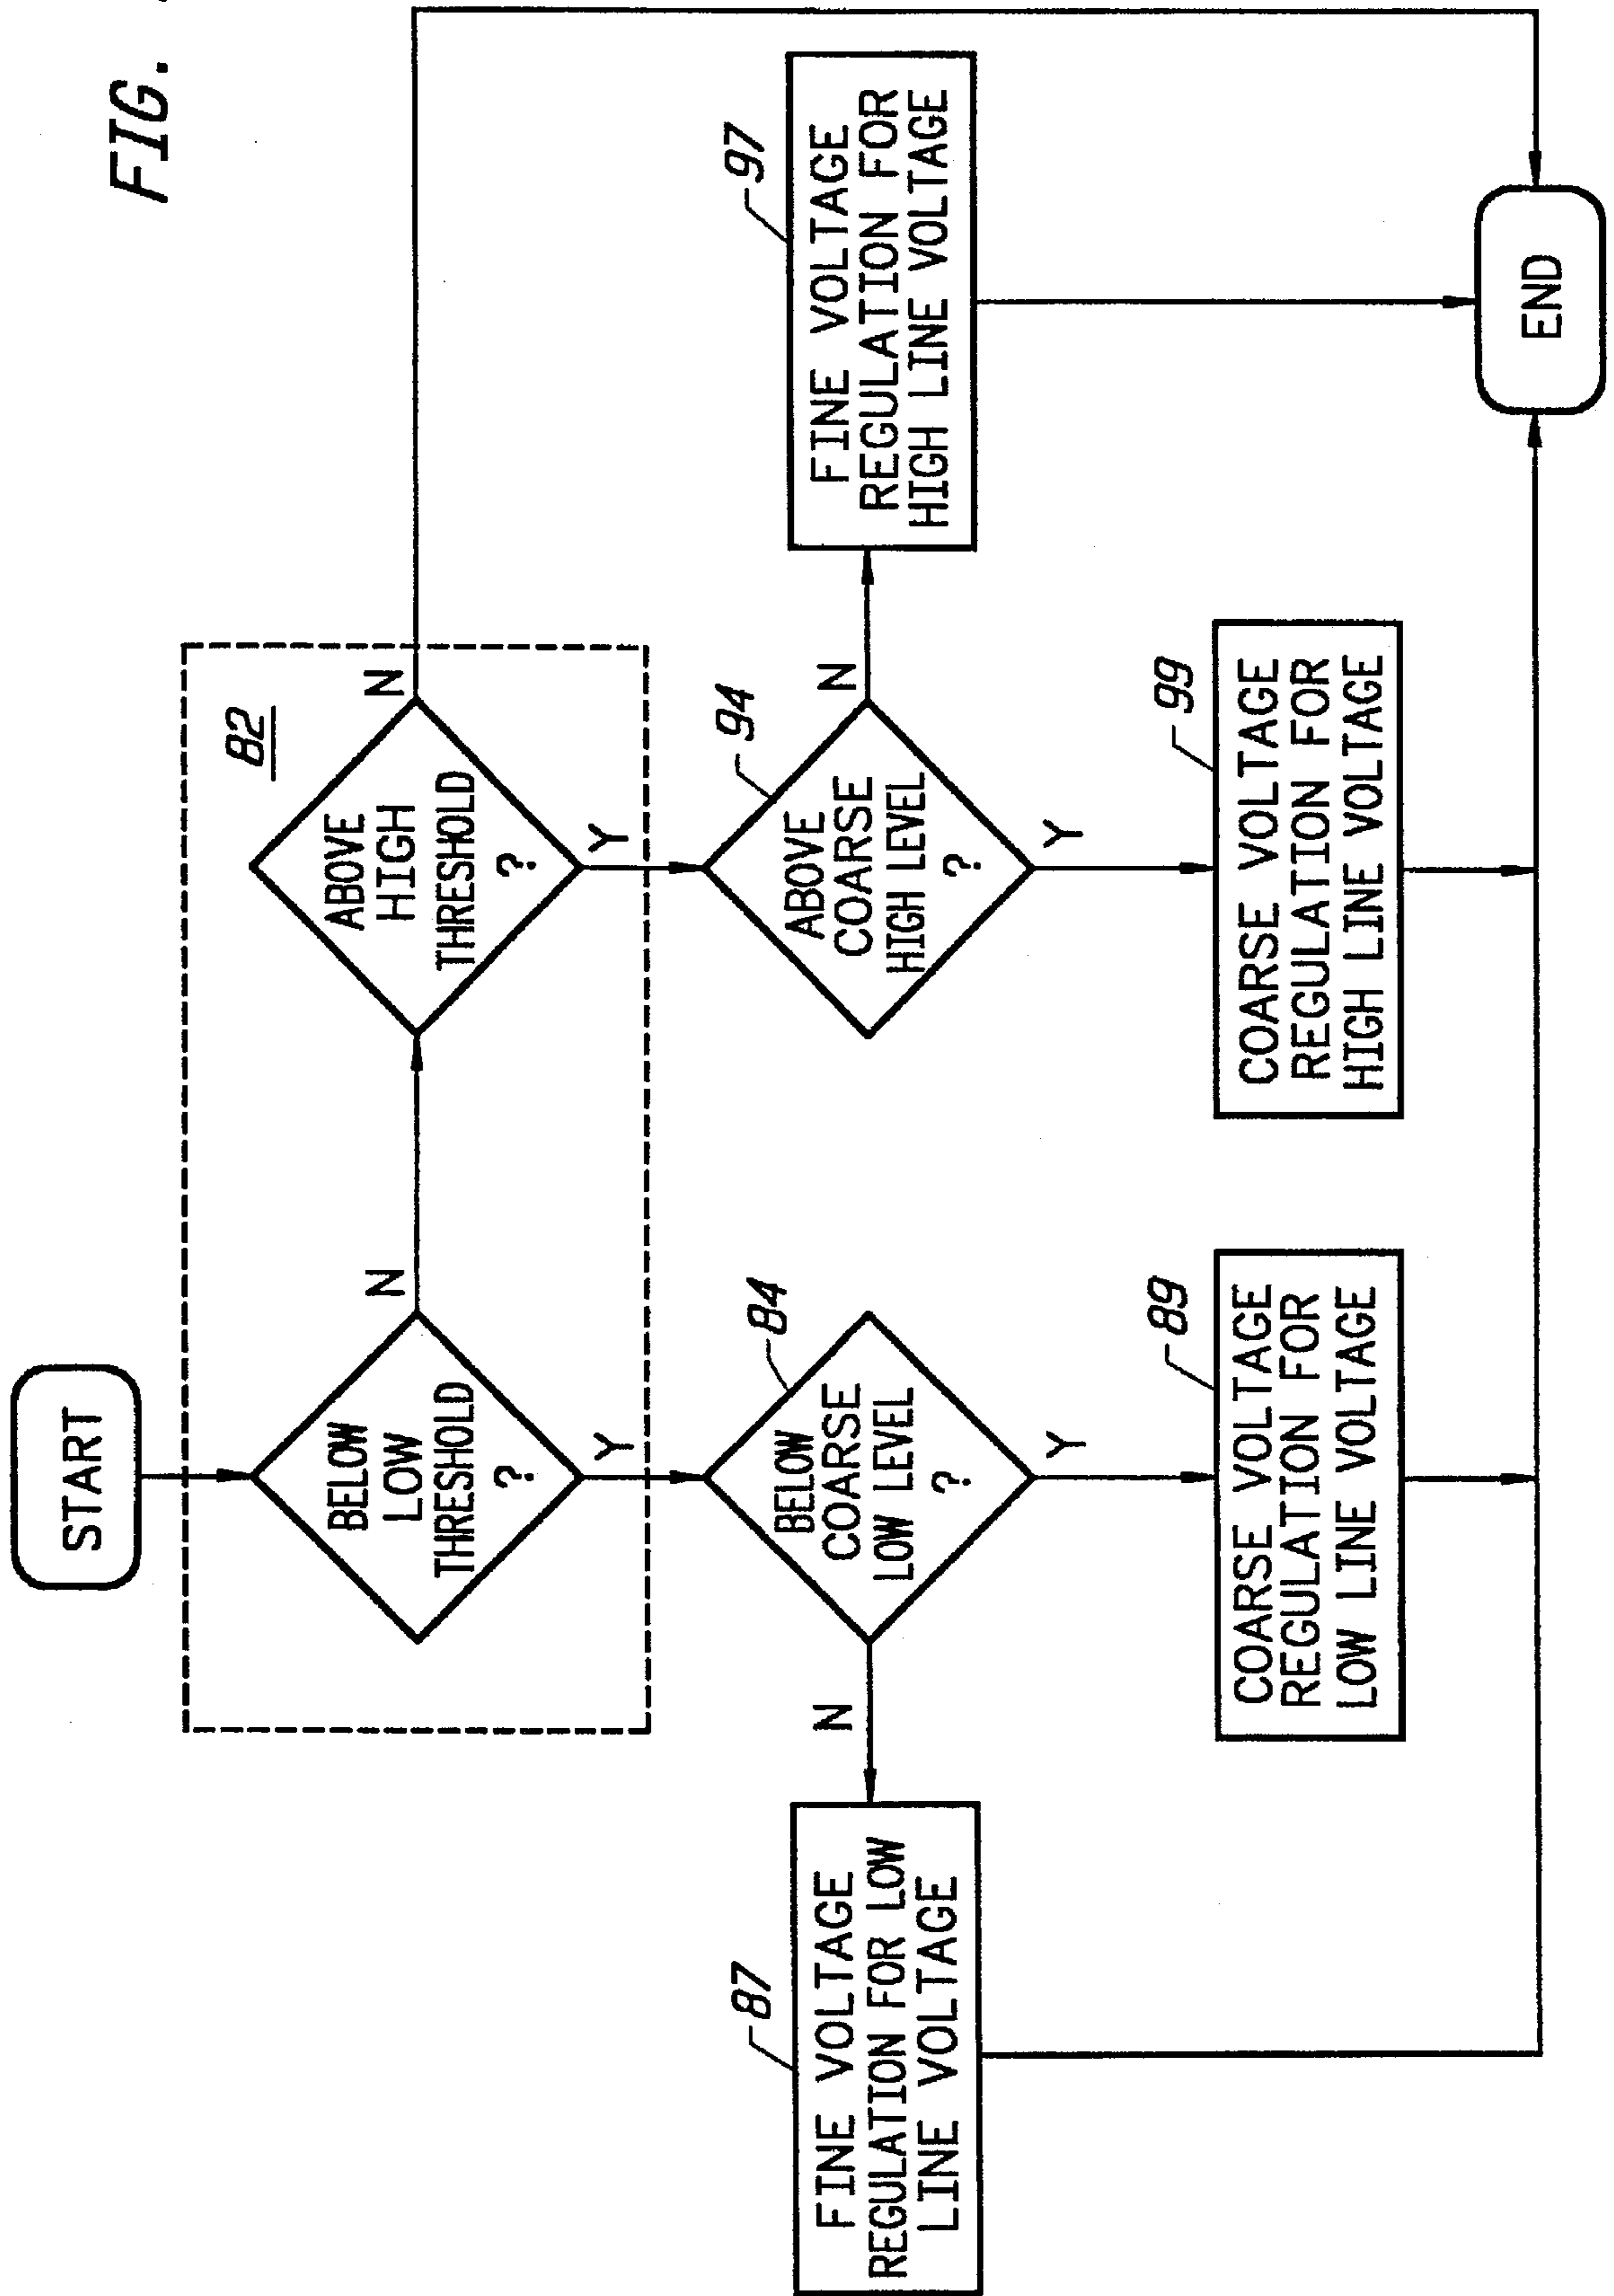 FIG.
START
82
BELOW
LOW
THRESHOLD
?
N
Y
ABOVE
HIGH
THRESHOLD
?
N
Y
84
BELOW
COARSE
LOW LEVEL
?
N
Y
94
ABOVE
COARSE
HIGH LEVEL
?
N
Y
87
FINE VOLTAGE
REGULATION FOR LOW
LINE VOLTAGE
97
FINE VOLTAGE
REGULATION FOR
HIGH LINE VOLTAGE
89
COARSE VOLTAGE
REGULATION FOR
LOW LINE VOLTAGE
99
COARSE VOLTAGE
REGULATION FOR
HIGH LINE VOLTAGE
END